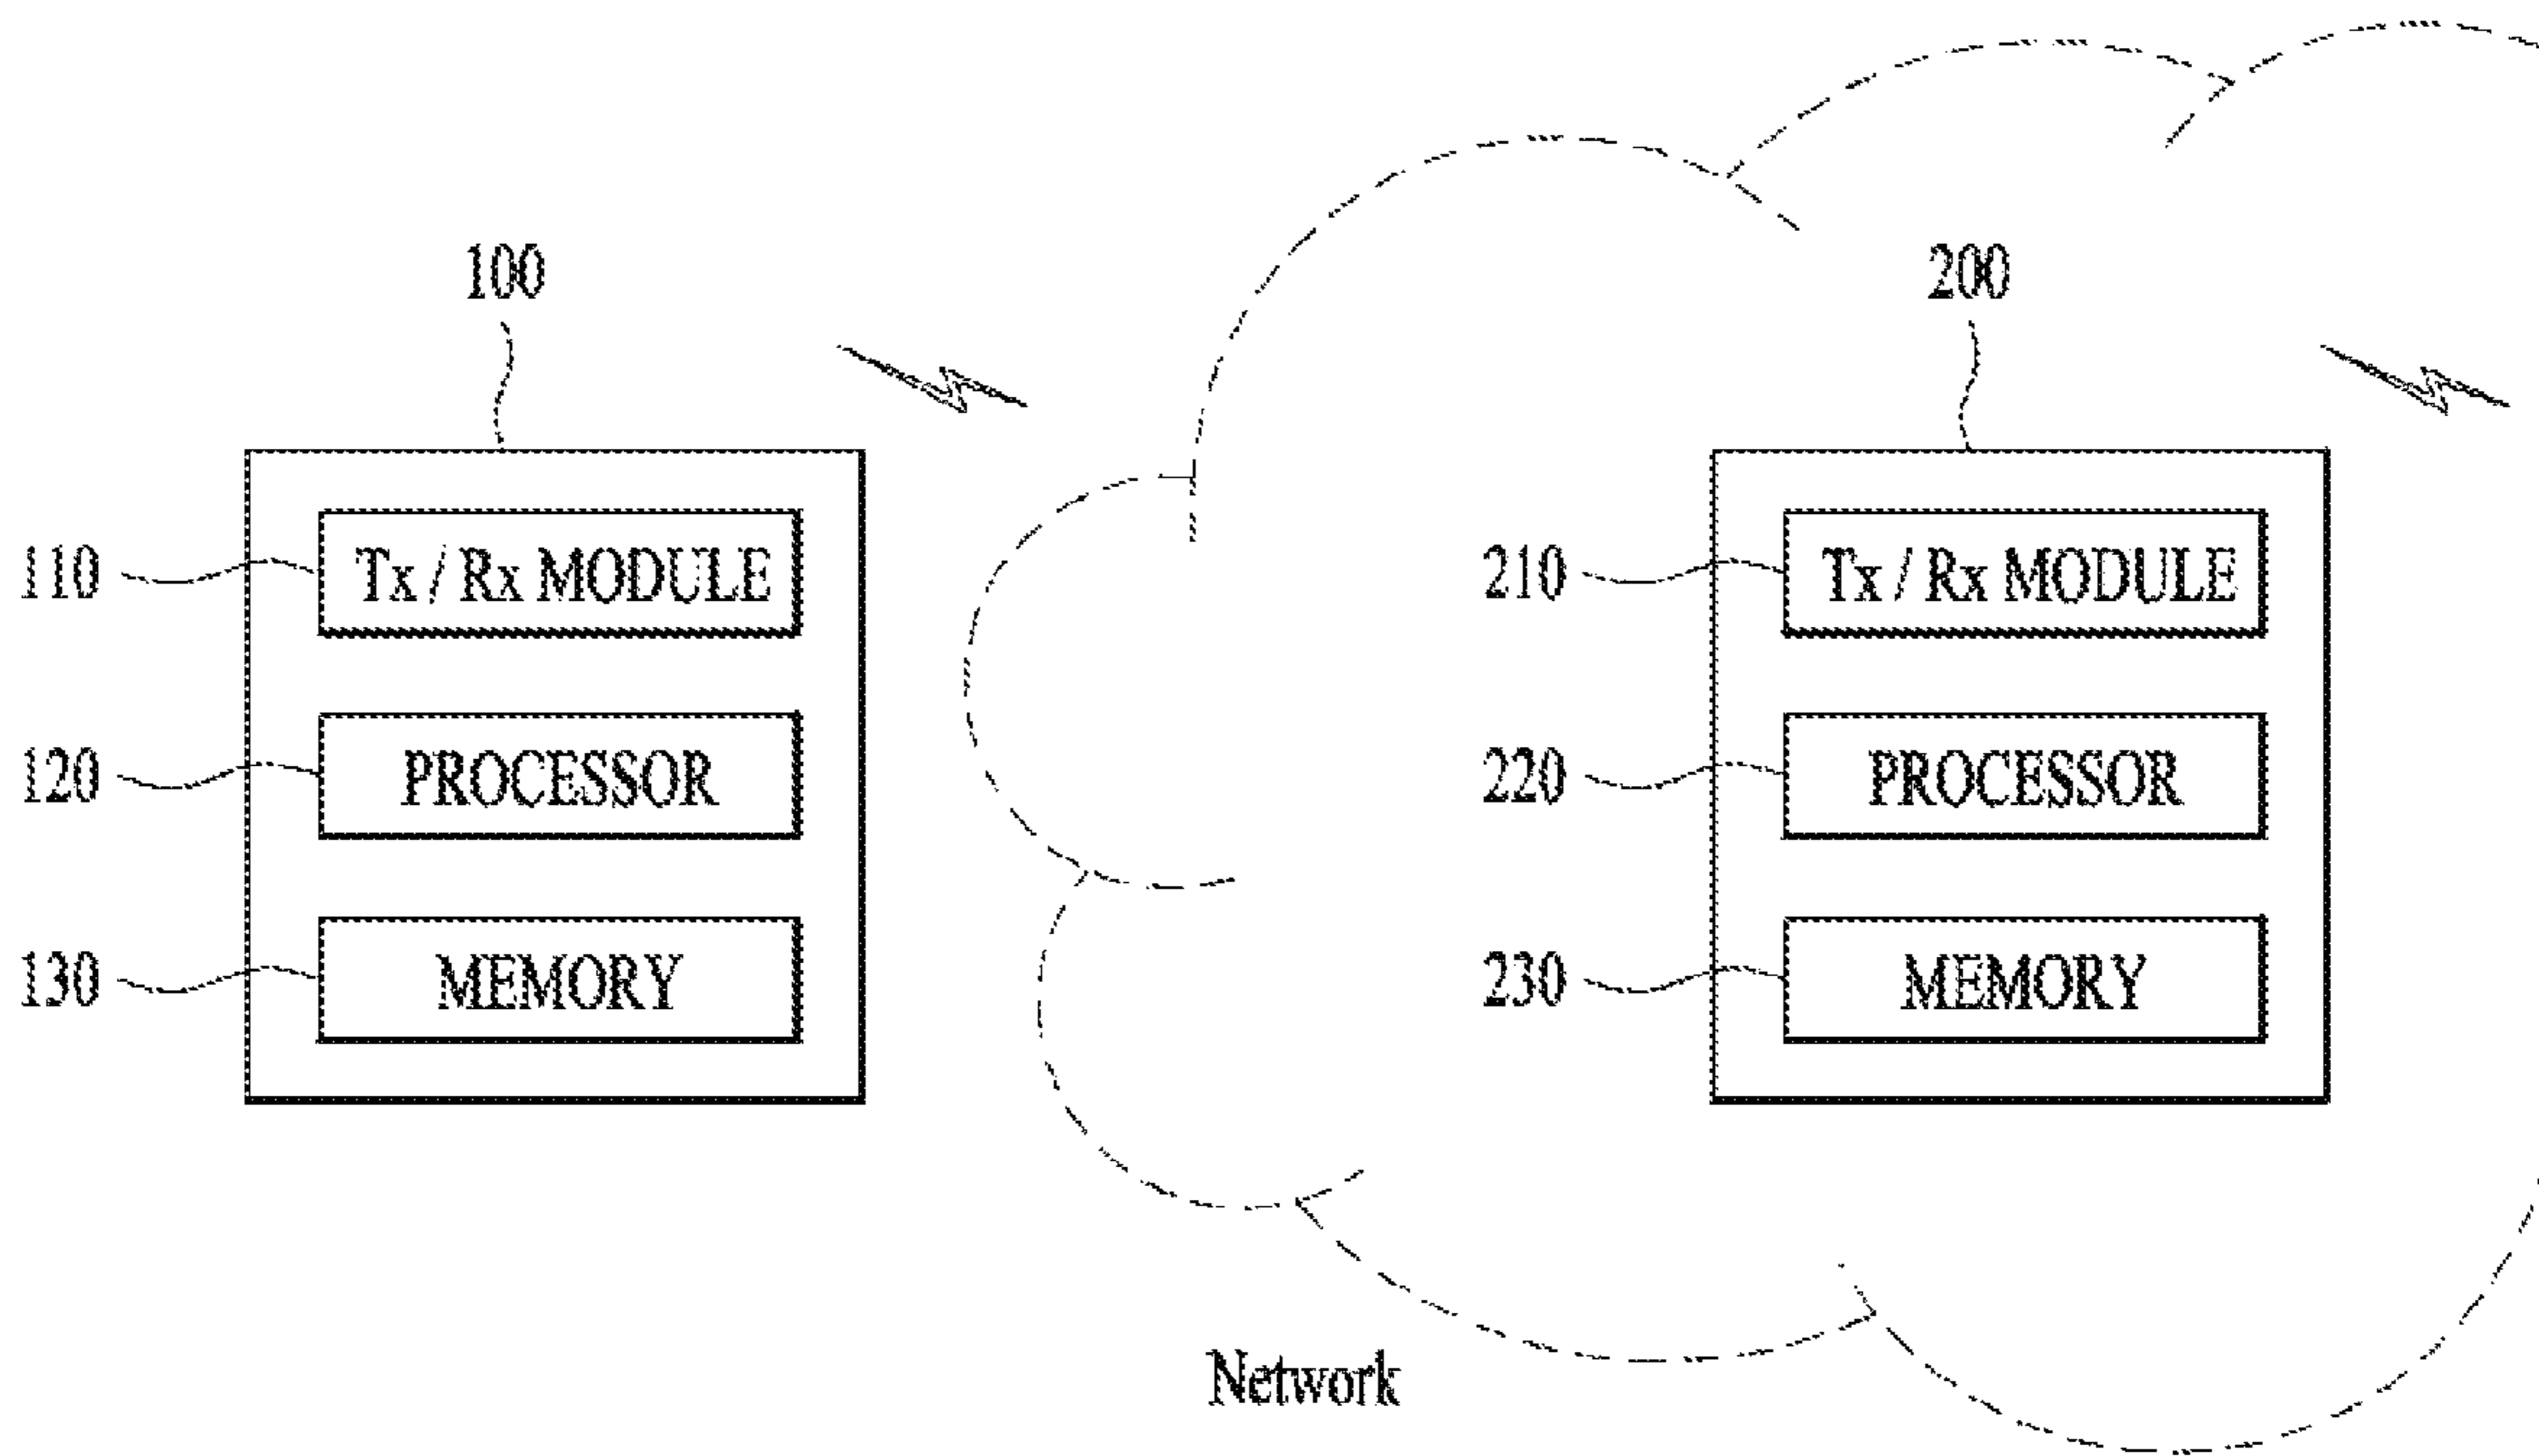 100
200
110
Tx / Rx MODULE
210
Tx / Rx MODULE
120
PROCESSOR
220
PROCESSOR
130
MEMORY
230
MEMORY
Network